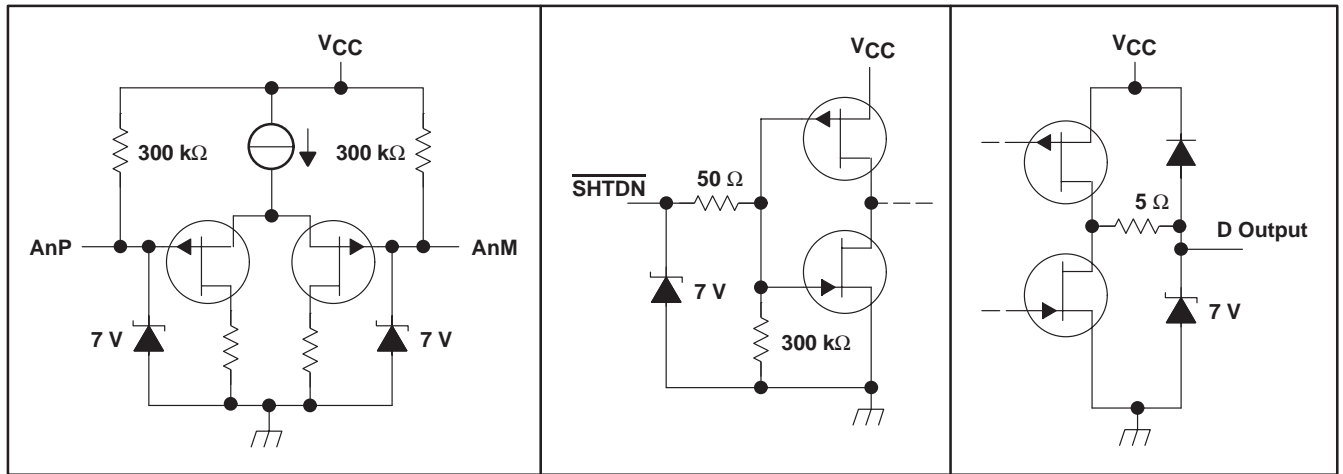 VCC
300 kΩ
300 kΩ
AnP
AnM
7 V
7 V
VCC
50 Ω
SHTDN
7 V
300 kΩ
VCC
5 Ω
D Output
7 V